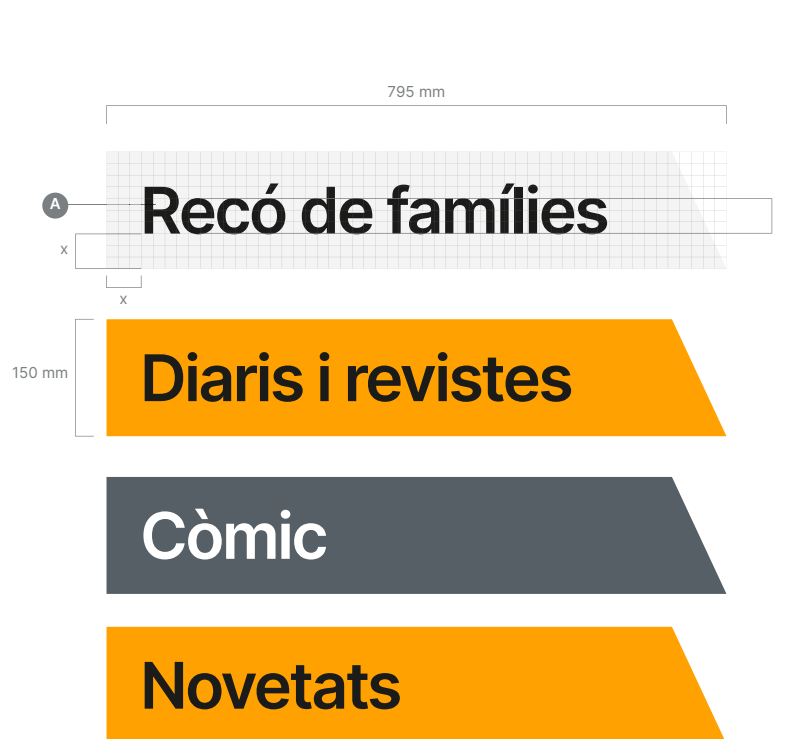 795 mm
A
Recó de famílies
x
x
150 mm
Diaris i revistes
Còmic
Novetats